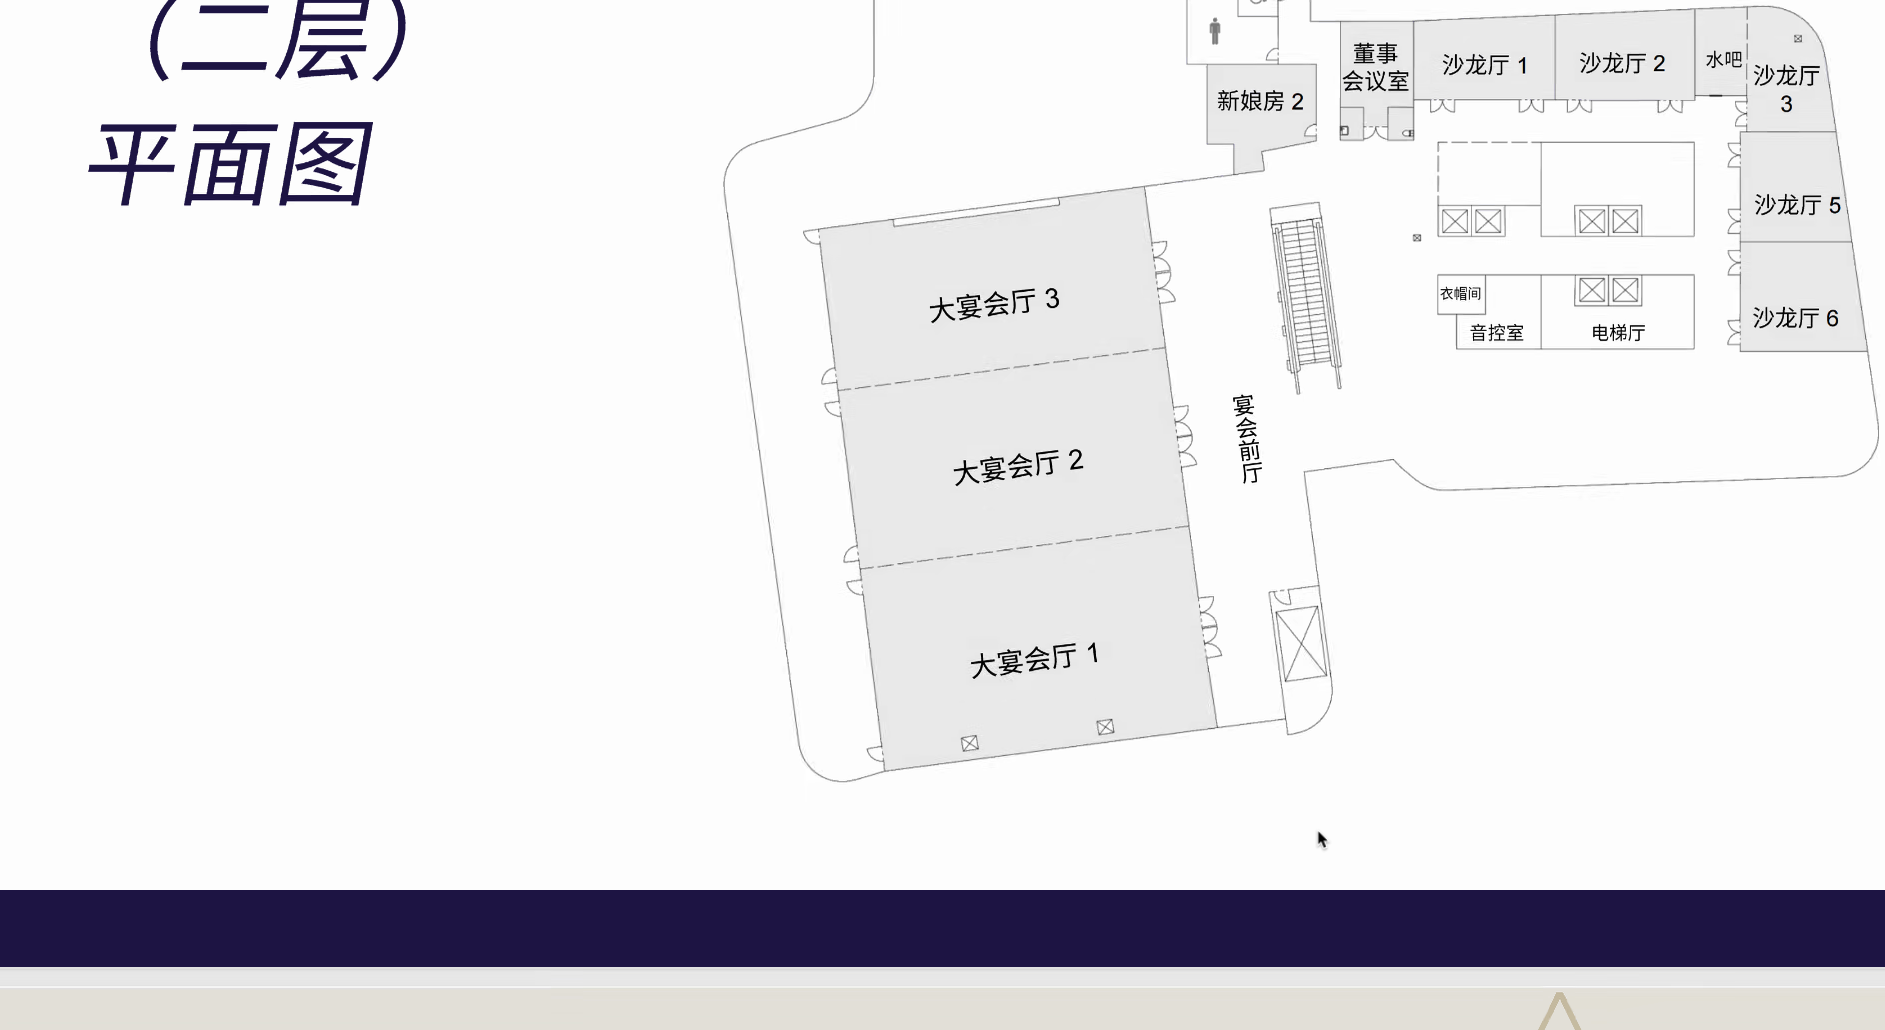 （二层）
平面图
董事
会议室
沙龙厅 1
沙龙厅 2
水吧
沙龙厅
3
新娘房 2
沙龙厅 5
大宴会厅 3
衣帽间
音控室
电梯厅
沙龙厅 6
宴会前厅
大宴会厅 2
大宴会厅 1